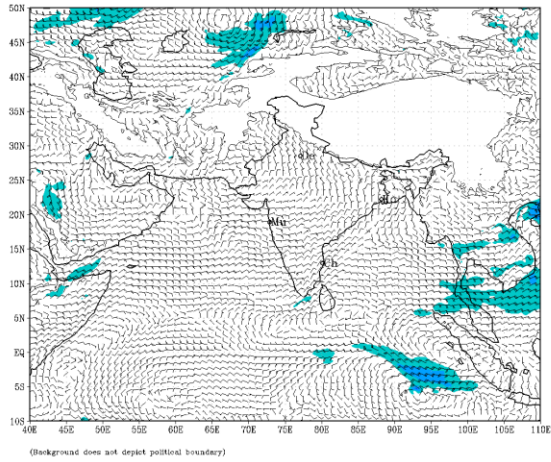 50N
45N
40N
35N
30N
25N
20N
15N
10N
5N
EQ
5S
10S
De
Mu
Ch
40E 45E 50E 55E 60E 65E 70E 75E 80E 85E 90E 95E 100E 105E 110E
(Background does not depict political boundary)